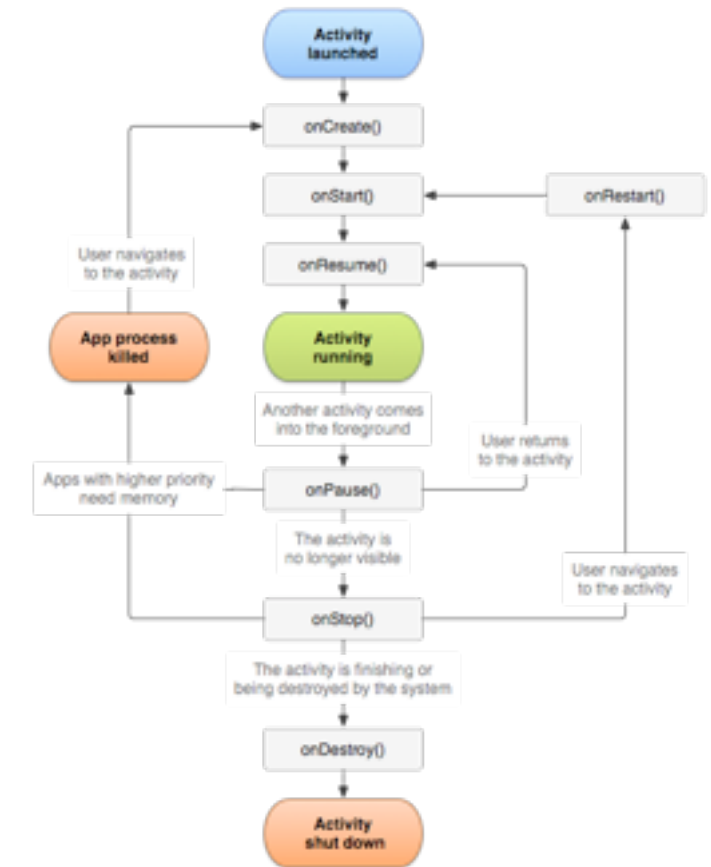 Activity
launched
onCreate()
onStart()
onRestart()
User navigates
to the activity
onResume()
App process
killed
Activity
running
Another activity comes
into the foreground
User returns
to the activity
Apps with higher priority
need memory
onPause()
The activity is
no longer visible
User navigates
to the activity
onStop()
The activity is finishing or
being destroyed by the system
onDestroy()
Activity
shut down